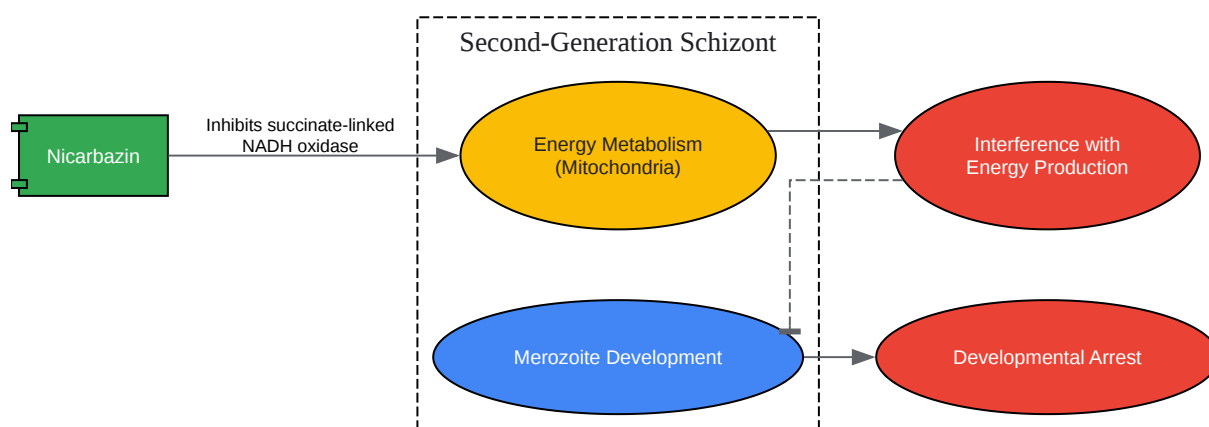 Second-Generation Schizont
Nicarbazin
Inhibits succinate-linked
NADH oxidase
Energy Metabolism
(Mitochondria)
Interference with
Energy Production
Merozoite Development
Developmental Arrest